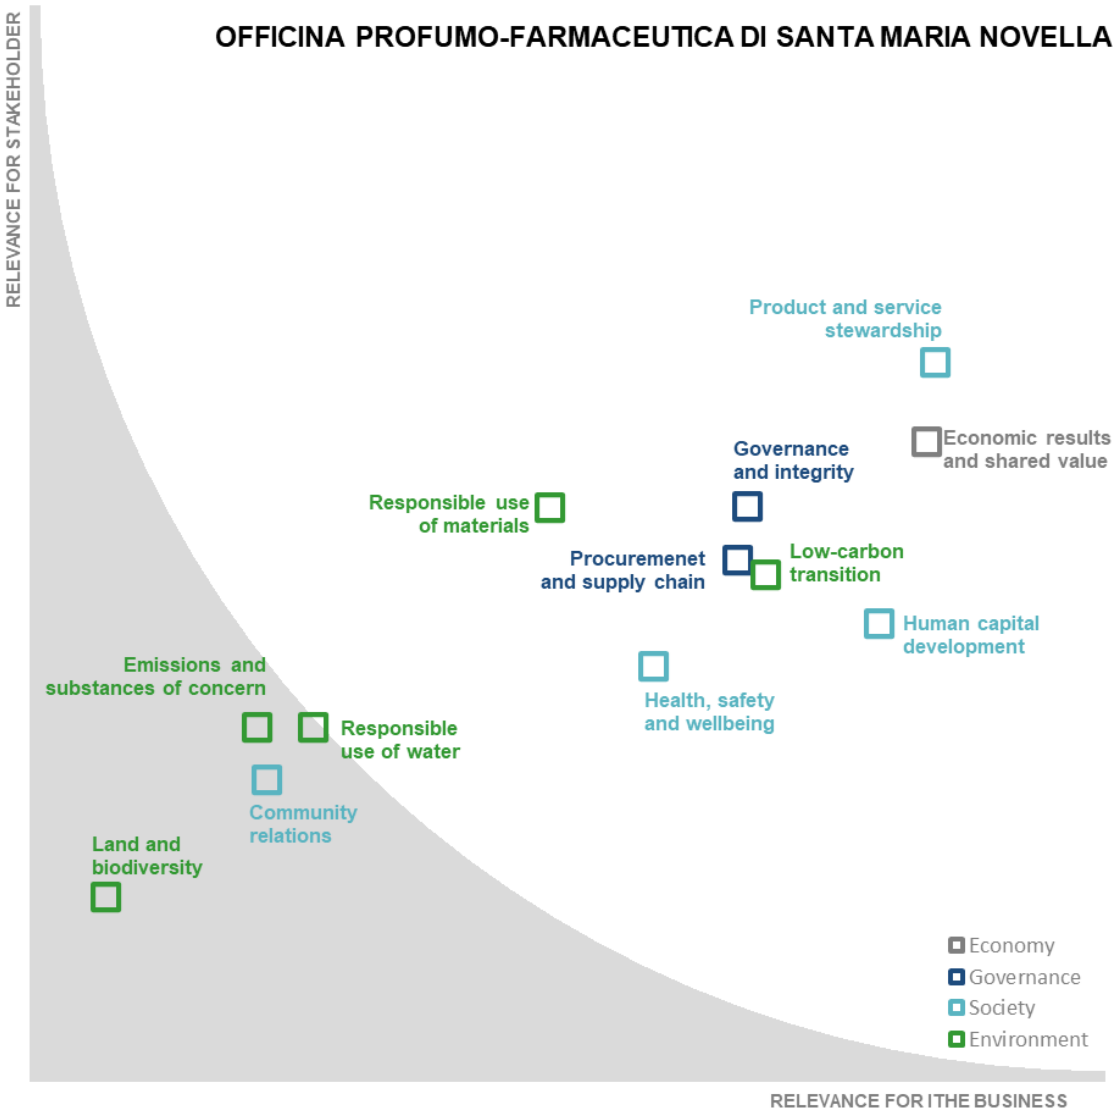 OFFICINA PROFUMO-FARMACEUTICA DI SANTA MARIA NOVELLA
RELEVANCE FOR STAKEHOLDER
Product and service
stewardship
Economic results
and shared value
Governance
and integrity
Responsible use
of materials
Procuremenet
and supply chain
Low-carbon
transition
Human capital
development
Health, safety
and wellbeing
Emissions and
substances of concern
Responsible
use of water
Community
relations
Land and
biodiversity
Economy
Governance
Society
Environment
RELEVANCE FOR ITHE BUSINESS